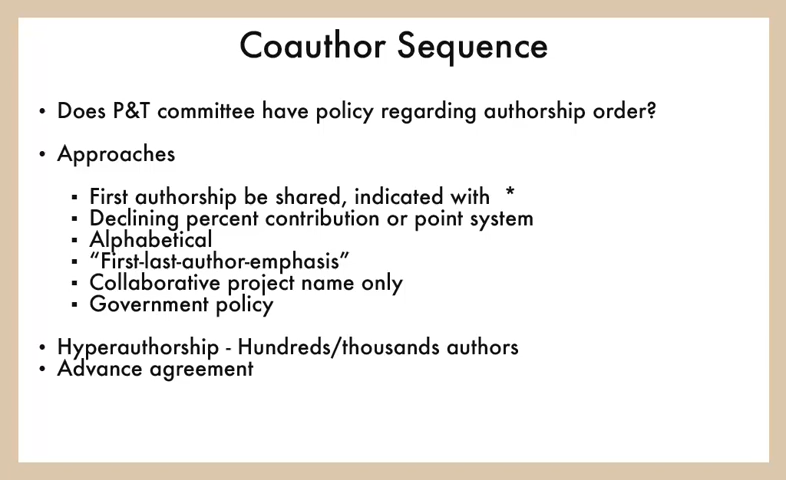 Coauthor Sequence
• Does P&T committee have policy regarding authorship order?
• Approaches
▪ First authorship be shared, indicated with *
▪ Declining percent contribution or point system
▪ Alphabetical
▪ “First-last-author-emphasis”
▪ Collaborative project name only
▪ Government policy
• Hyperauthorship - Hundreds/thousands authors
• Advance agreement